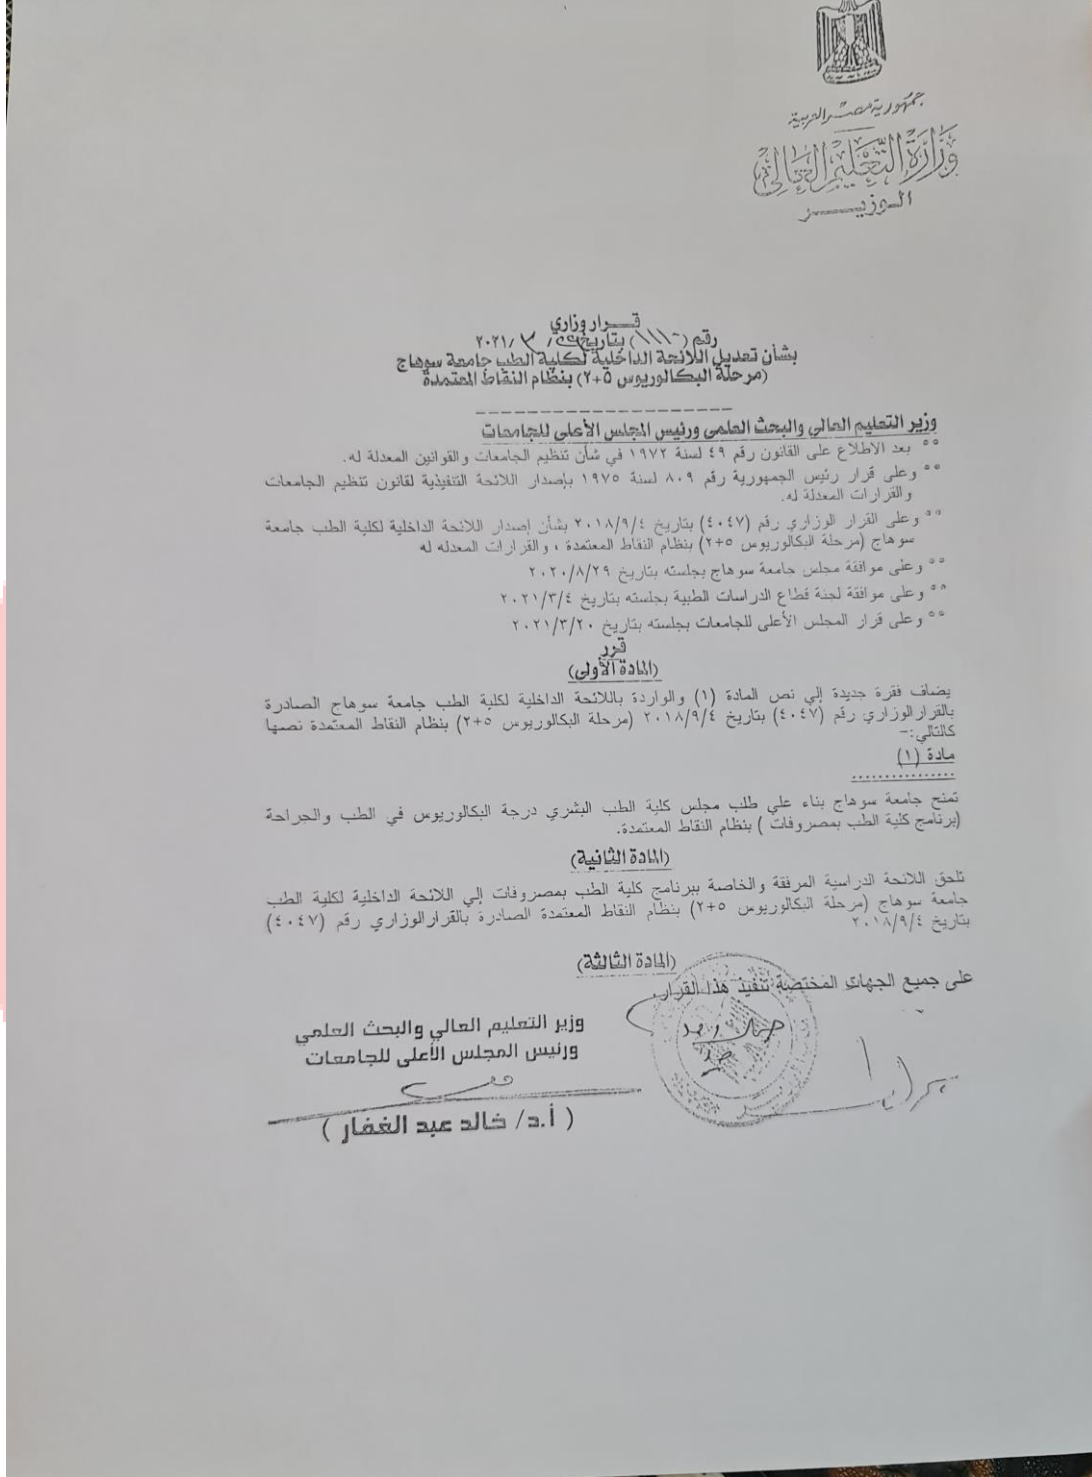 جمهورية مصر العربية
وزارة التعليم العالي
الوزيـــــر
قـــرار وزاري
رقم (١١١٠) بتاريخ / ٣ /٢٠٢١
بشأن تعديل اللائحة الداخلية لكلية الطب جامعة سوهاج
(مرحلة البكالوريوس ٥+٢) بنظام النقاط المعتمدة
وزير التعليم العالي والبحث العلمى ورئيس المجلس الأعلى للجامعات
°° بعد الاطلاع على القانون رقم ٤٩ لسنة ١٩٧٢ في شأن تنظيم الجامعات والقوانين المعدلة له.
°° وعلى قرار رئيس الجمهورية رقم ٨٠٩ لسنة ١٩٧٥ بإصدار اللائحة التنفيذية لقانون تنظيم الجامعات
والقرارات المعدلة له.
°° وعلى القرار الوزاري رقم (٤٠٤٧) بتاريخ ٢٠١٨/٩/٤ بشأن إصدار اللائحة الداخلية لكلية الطب جامعة
سوهاج (مرحلة البكالوريوس ٥+٢) بنظام النقاط المعتمدة ، والقرارات المعدله له
°° وعلى موافقة مجلس جامعة سوهاج بجلسته بتاريخ ٢٠٢٠/٨/٢٩
°° وعلى موافقة لجنة قطاع الدراسات الطبية بجلسته بتاريخ ٢٠٢١/٣/٤
°° وعلى قرار المجلس الأعلى للجامعات بجلسته بتاريخ ٢٠٢١/٣/٢٠
قرر
(المادة الأولى)
يضاف فقرة جديدة إلي نص المادة (١) والواردة باللائحة الداخلية لكلية الطب جامعة سوهاج الصادرة
بالقرارالوزاري رقم (٤٠٤٧) بتاريخ ٢٠١٨/٩/٤ (مرحلة البكالوريوس ٥+٢) بنظام النقاط المعتمدة نصها
كالتالي:-
مادة (١)
تمنح جامعة سوهاج بناء علي طلب مجلس كلية الطب البشري درجة البكالوريوس في الطب والجراحة
(برنامج كلية الطب بمصروفات ) بنظام النقاط المعتمدة.
(المادة الثانية)
تلحق اللائحة الدراسية المرفقة والخاصة ببرنامج كلية الطب بمصروفات إلي اللائحة الداخلية لكلية الطب
جامعة سوهاج (مرحلة البكالوريوس ٥+٢) بنظام النقاط المعتمدة الصادرة بالقرارالوزاري رقم (٤٠٤٧)
بتاريخ ٢٠١٨/٩/٤
(المادة الثالثة)
على جميع الجهات المختصة تنفيذ هذا القرار.
وزير التعليم العالي والبحث العلمي
ورئيس المجلس الأعلى للجامعات
( أ.د/ خالد عبد الغفار )